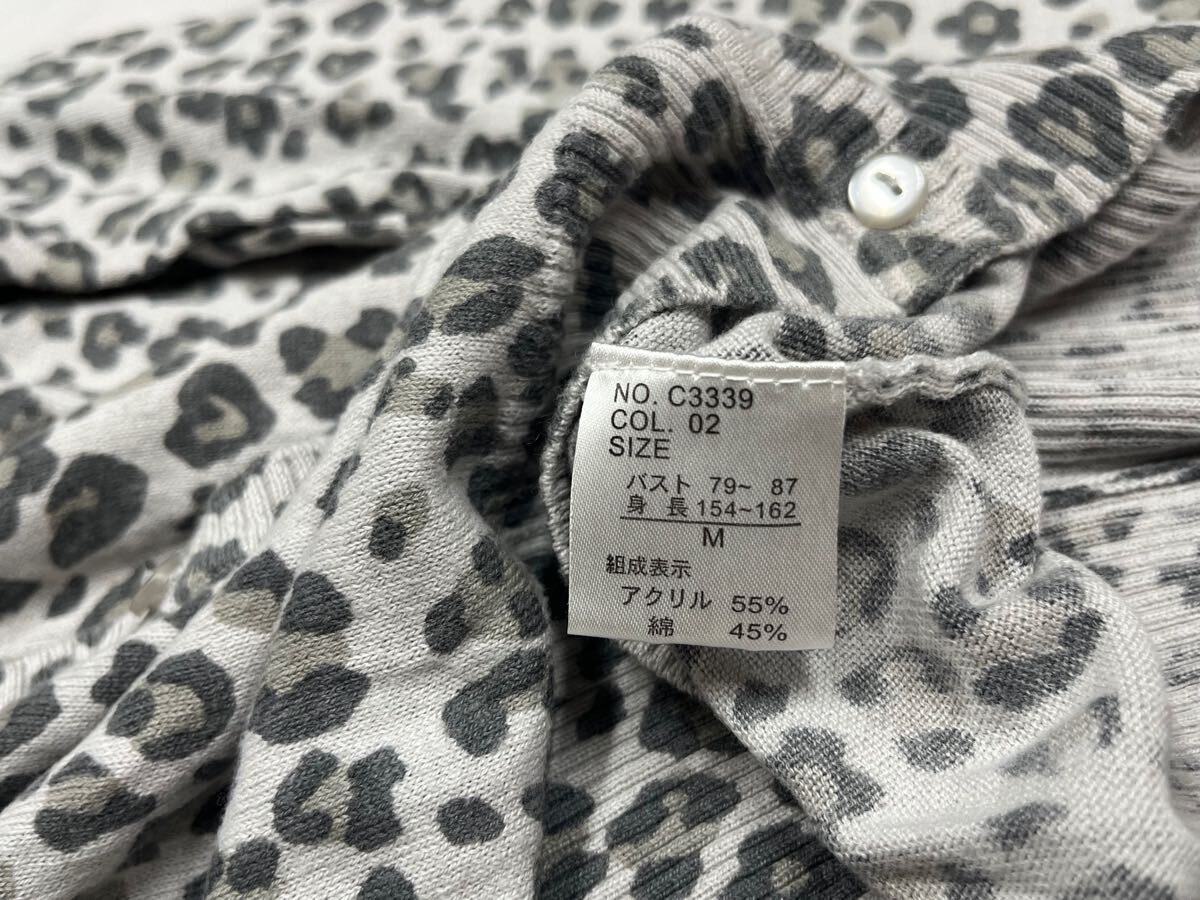 NO. C3339
COL. 02
SIZE
バスト 79~ 87
身 長 154~162
M
組成表示
アクリル 55%
綿 45%